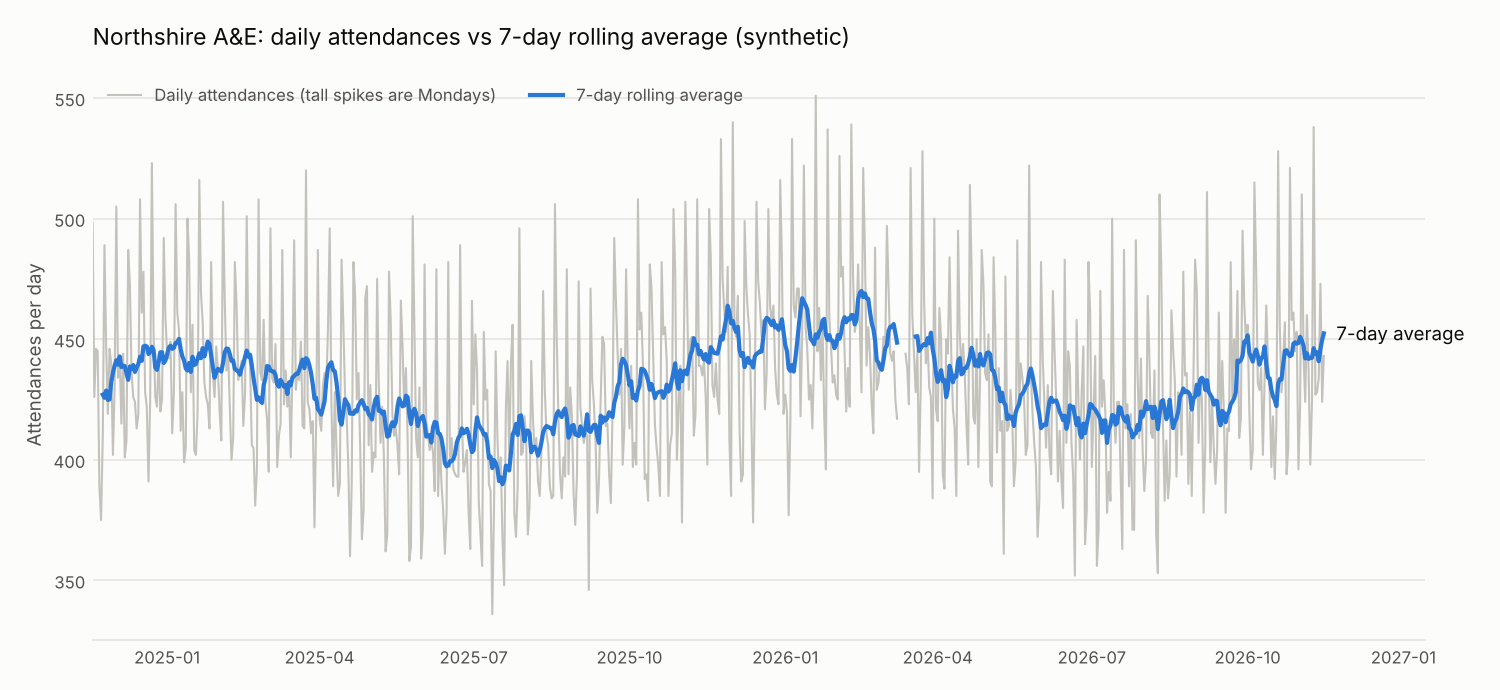 Northshire A&E: daily attendances vs 7-day rolling average (synthetic)
Daily attendances (tall spikes are Mondays)
7-day rolling average
550
500
450
400
350
Attendances per day
7-day average
2025-01
2025-04
2025-07
2025-10
2026-01
2026-04
2026-07
2026-10
2027-01